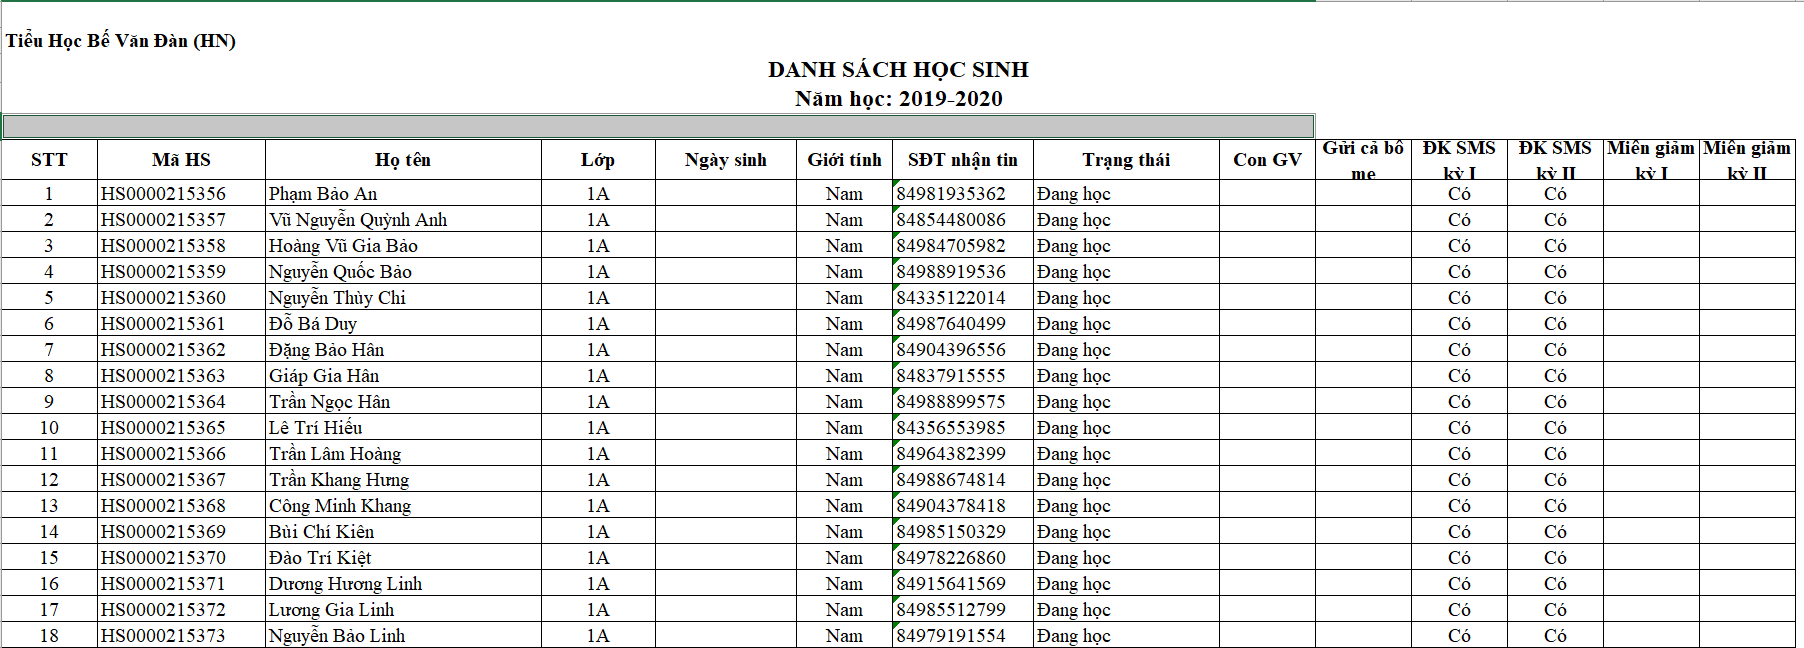 Tiểu Học Bế Văn Đàn (HN)
DANH SÁCH HỌC SINH
Năm học: 2019-2020
STT Mã HS Họ tên Lớp Ngày sinh Giới tính SĐT nhận tin Trạng thái Con GV Gửi cả bố mẹ ĐK SMS kỳ I ĐK SMS kỳ II Miễn giảm kỳ I Miễn giảm kỳ II
1 HS0000215356 Phạm Bảo An 1A Nam 84981935362 Đang học Có Có
2 HS0000215357 Vũ Nguyễn Quỳnh Anh 1A Nam 84854480086 Đang học Có Có
3 HS0000215358 Hoàng Vũ Gia Bảo 1A Nam 84984705982 Đang học Có Có
4 HS0000215359 Nguyễn Quốc Bảo 1A Nam 84988919536 Đang học Có Có
5 HS0000215360 Nguyễn Thùy Chi 1A Nam 84335122014 Đang học Có Có
6 HS0000215361 Đỗ Bá Duy 1A Nam 84987640499 Đang học Có Có
7 HS0000215362 Đặng Bảo Hân 1A Nam 84904396556 Đang học Có Có
8 HS0000215363 Giáp Gia Hân 1A Nam 84837915555 Đang học Có Có
9 HS0000215364 Trần Ngọc Hân 1A Nam 84988899575 Đang học Có Có
10 HS0000215365 Lê Trí Hiếu 1A Nam 84356553985 Đang học Có Có
11 HS0000215366 Trần Lâm Hoàng 1A Nam 84964382399 Đang học Có Có
12 HS0000215367 Trần Khang Hưng 1A Nam 84988674814 Đang học Có Có
13 HS0000215368 Công Minh Khang 1A Nam 84904378418 Đang học Có Có
14 HS0000215369 Bùi Chí Kiên 1A Nam 84985150329 Đang học Có Có
15 HS0000215370 Đào Trí Kiệt 1A Nam 84978226860 Đang học Có Có
16 HS0000215371 Dương Hương Linh 1A Nam 84915641569 Đang học Có Có
17 HS0000215372 Lương Gia Linh 1A Nam 84985512799 Đang học Có Có
18 HS0000215373 Nguyễn Bảo Linh 1A Nam 84979191554 Đang học Có Có